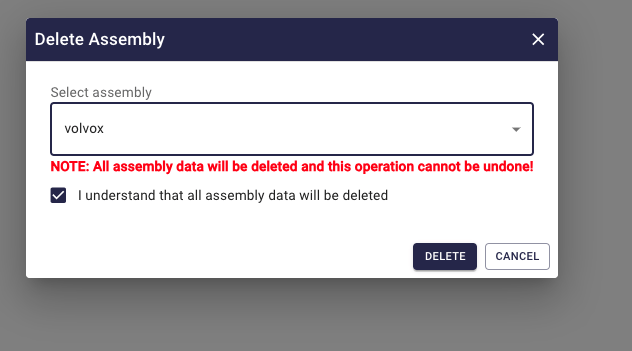 Delete Assembly
Select assembly
volvox
NOTE: All assembly data will be deleted and this operation cannot be undone!
I understand that all assembly data will be deleted
DELETE
CANCEL